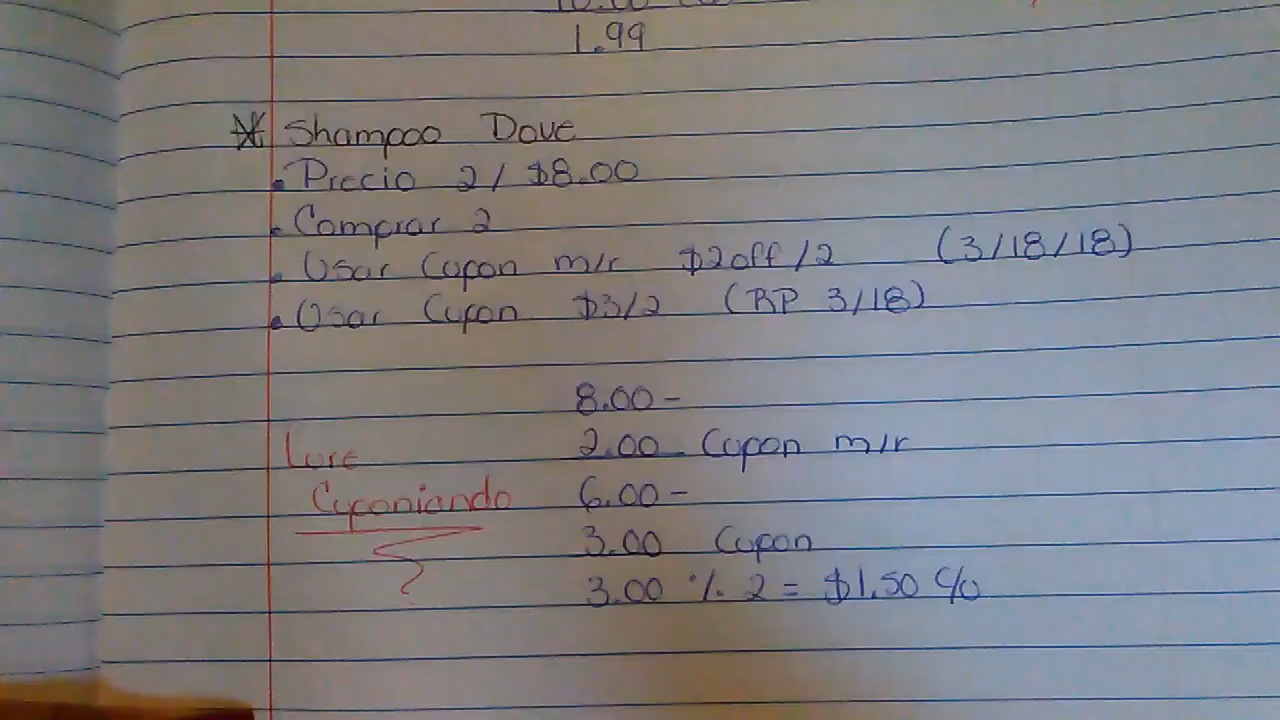 1.99
* Shampoo Dove
• Precio 2/ $8.00
• Comprar 2
• Usar Cupon m/r $2off/2 (3/18/18)
• Usar Cupon $3/2 (RP 3/18)
8.00-
2.00 Cupon m/r
6.00-
3.00 Cupon
3.00 % 2 = $1.50 c/o
Lure
Cuponiando